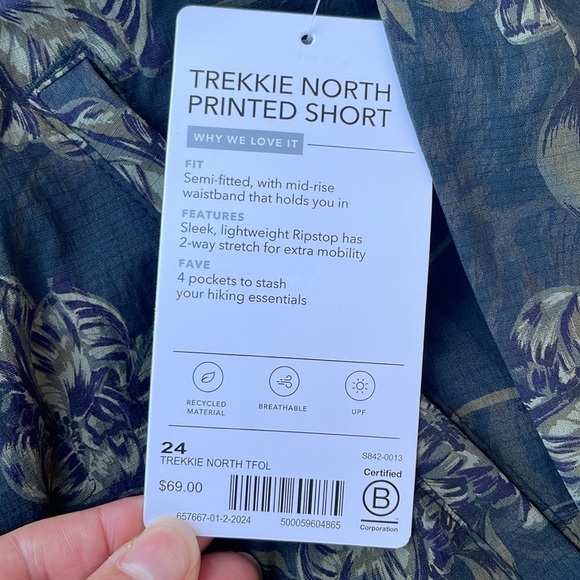 TREKKIE NORTH
PRINTED SHORT
WHY WE LOVE IT
FIT
Semi-fitted, with mid-rise
waistband that holds you in
FEATURES
Sleek, lightweight Ripstop has
2-way stretch for extra mobility
FAVE
4 pockets to stash
your hiking essentials
RECYCLED
MATERIAL
BREATHABLE
UPF
24
TREKKIE NORTH TFOL
S842-0013
$69.00
657667-01-2-2024
500059604865
Certified
B
Corporation